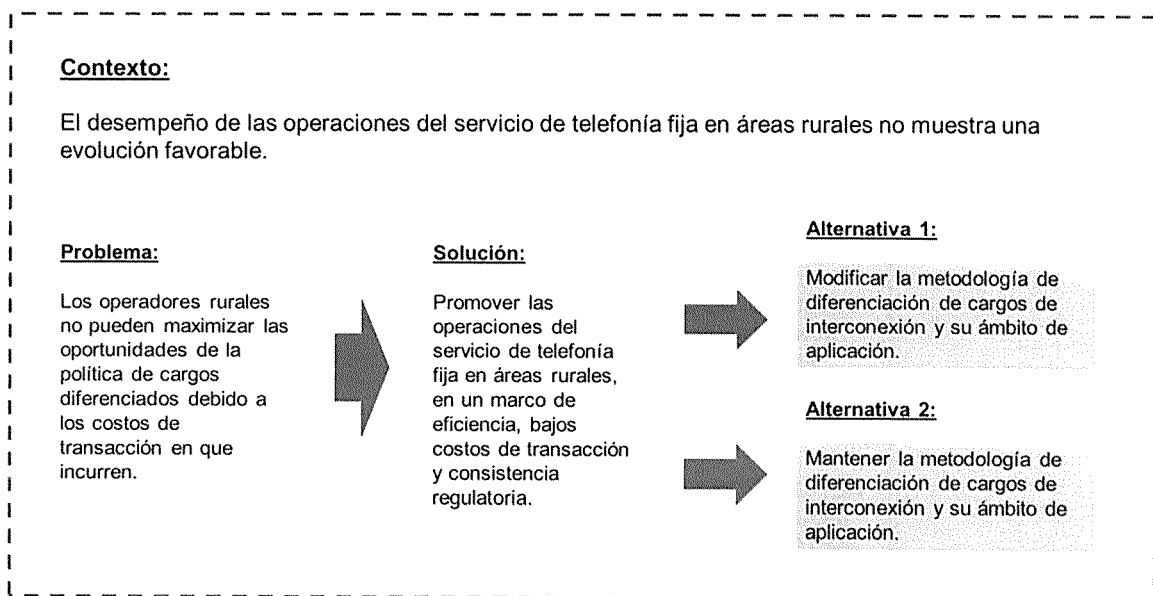 Contexto:
El desempeño de las operaciones del servicio de telefonía fija en áreas rurales no muestra una
evolución favorable.
Problema:
Los operadores rurales
no pueden maximizar las
oportunidades de la
política de cargos
diferenciados debido a
los costos de
transacción en que
incurren.
Solución:
Promover las
operaciones del
servicio de telefonía
fija en áreas rurales,
en un marco de
eficiencia, bajos
costos de transacción
y consistencia
regulatoria.
Alternativa 1:
Modificar la metodología de
diferenciación de cargos de
interconexión y su ámbito de
aplicación.
Alternativa 2:
Mantener la metodología de
diferenciación de cargos de
interconexión y su ámbito de
aplicación.